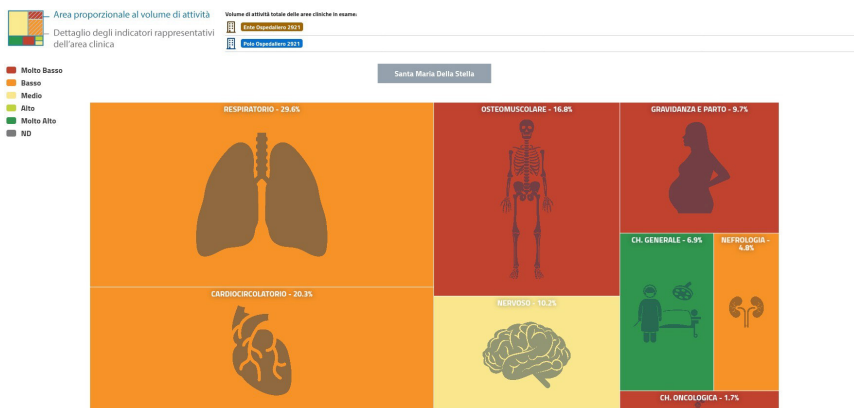 Area proporzionale al volume di attività
Dettaglio degli indicatori rappresentativi
dell'area clinica
Volume di attività totale delle aree cliniche in esame:
Ente Ospedaliero 2021
Polo Ospedaliero 2021
Molto Basso
Basso
Medio
Alto
Molto Alto
ND
Santa Maria Della Stella
RESPIRATORIO - 29.6%
OSTEOMUSCOLARE - 16.8%
GRAVIDANZA E PARTO - 9.7%
CH. GENERALE - 6.9%
NEFROLOGIA -
4.8%
CARDIOCIRCOLATORIO - 20.3%
NERVOSO - 10.2%
CH. ONCOLOGICA - 1.7%